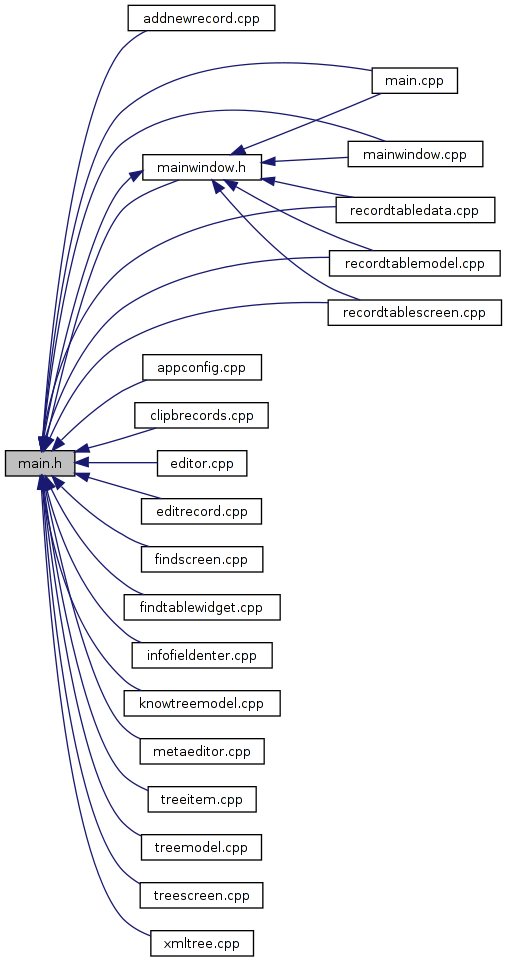 addnewrecord.cpp
main.cpp
mainwindow.cpp
mainwindow.h
recordtabledata.cpp
recordtablemodel.cpp
recordtablescreen.cpp
appconfig.cpp
clipbrecords.cpp
main.h
editor.cpp
editrecord.cpp
findscreen.cpp
findtablewidget.cpp
infofieldenter.cpp
knowtreemodel.cpp
metaeditor.cpp
treeitem.cpp
treemodel.cpp
treescreen.cpp
xmltree.cpp